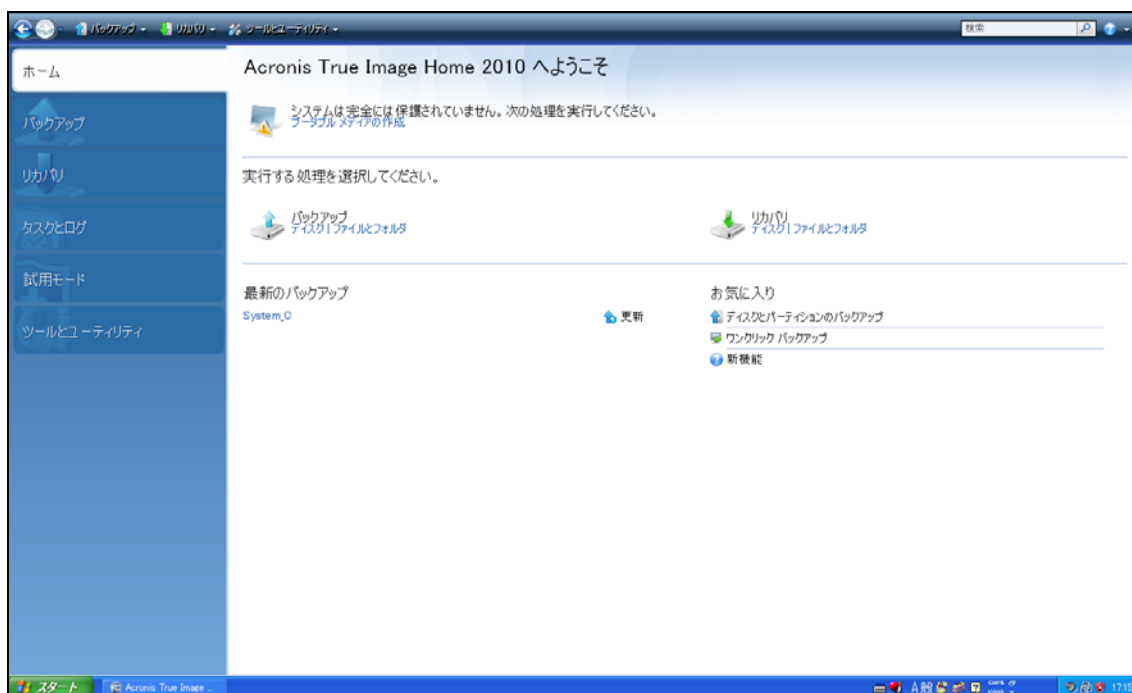 バックアップ リカバリ ツールとユーティリティ 検索
ホーム
バックアップ
リカバリ
タスクとログ
試用モード
ツールとユーティリティ
Acronis True Image Home 2010 へようこそ
システムは完全には保護されていません。次の処理を実行してください。
ブータブル メディアの作成
実行する処理を選択してください。
バックアップ
ディスク | ファイルとフォルダ
リカバリ
ディスク | ファイルとフォルダ
最新のバックアップ
System_C 更新
お気に入り
ディスクとパーティションのバックアップ
ワンクリック バックアップ
新機能
スタート Acronis True Image ... A 般 CAPS 17:15